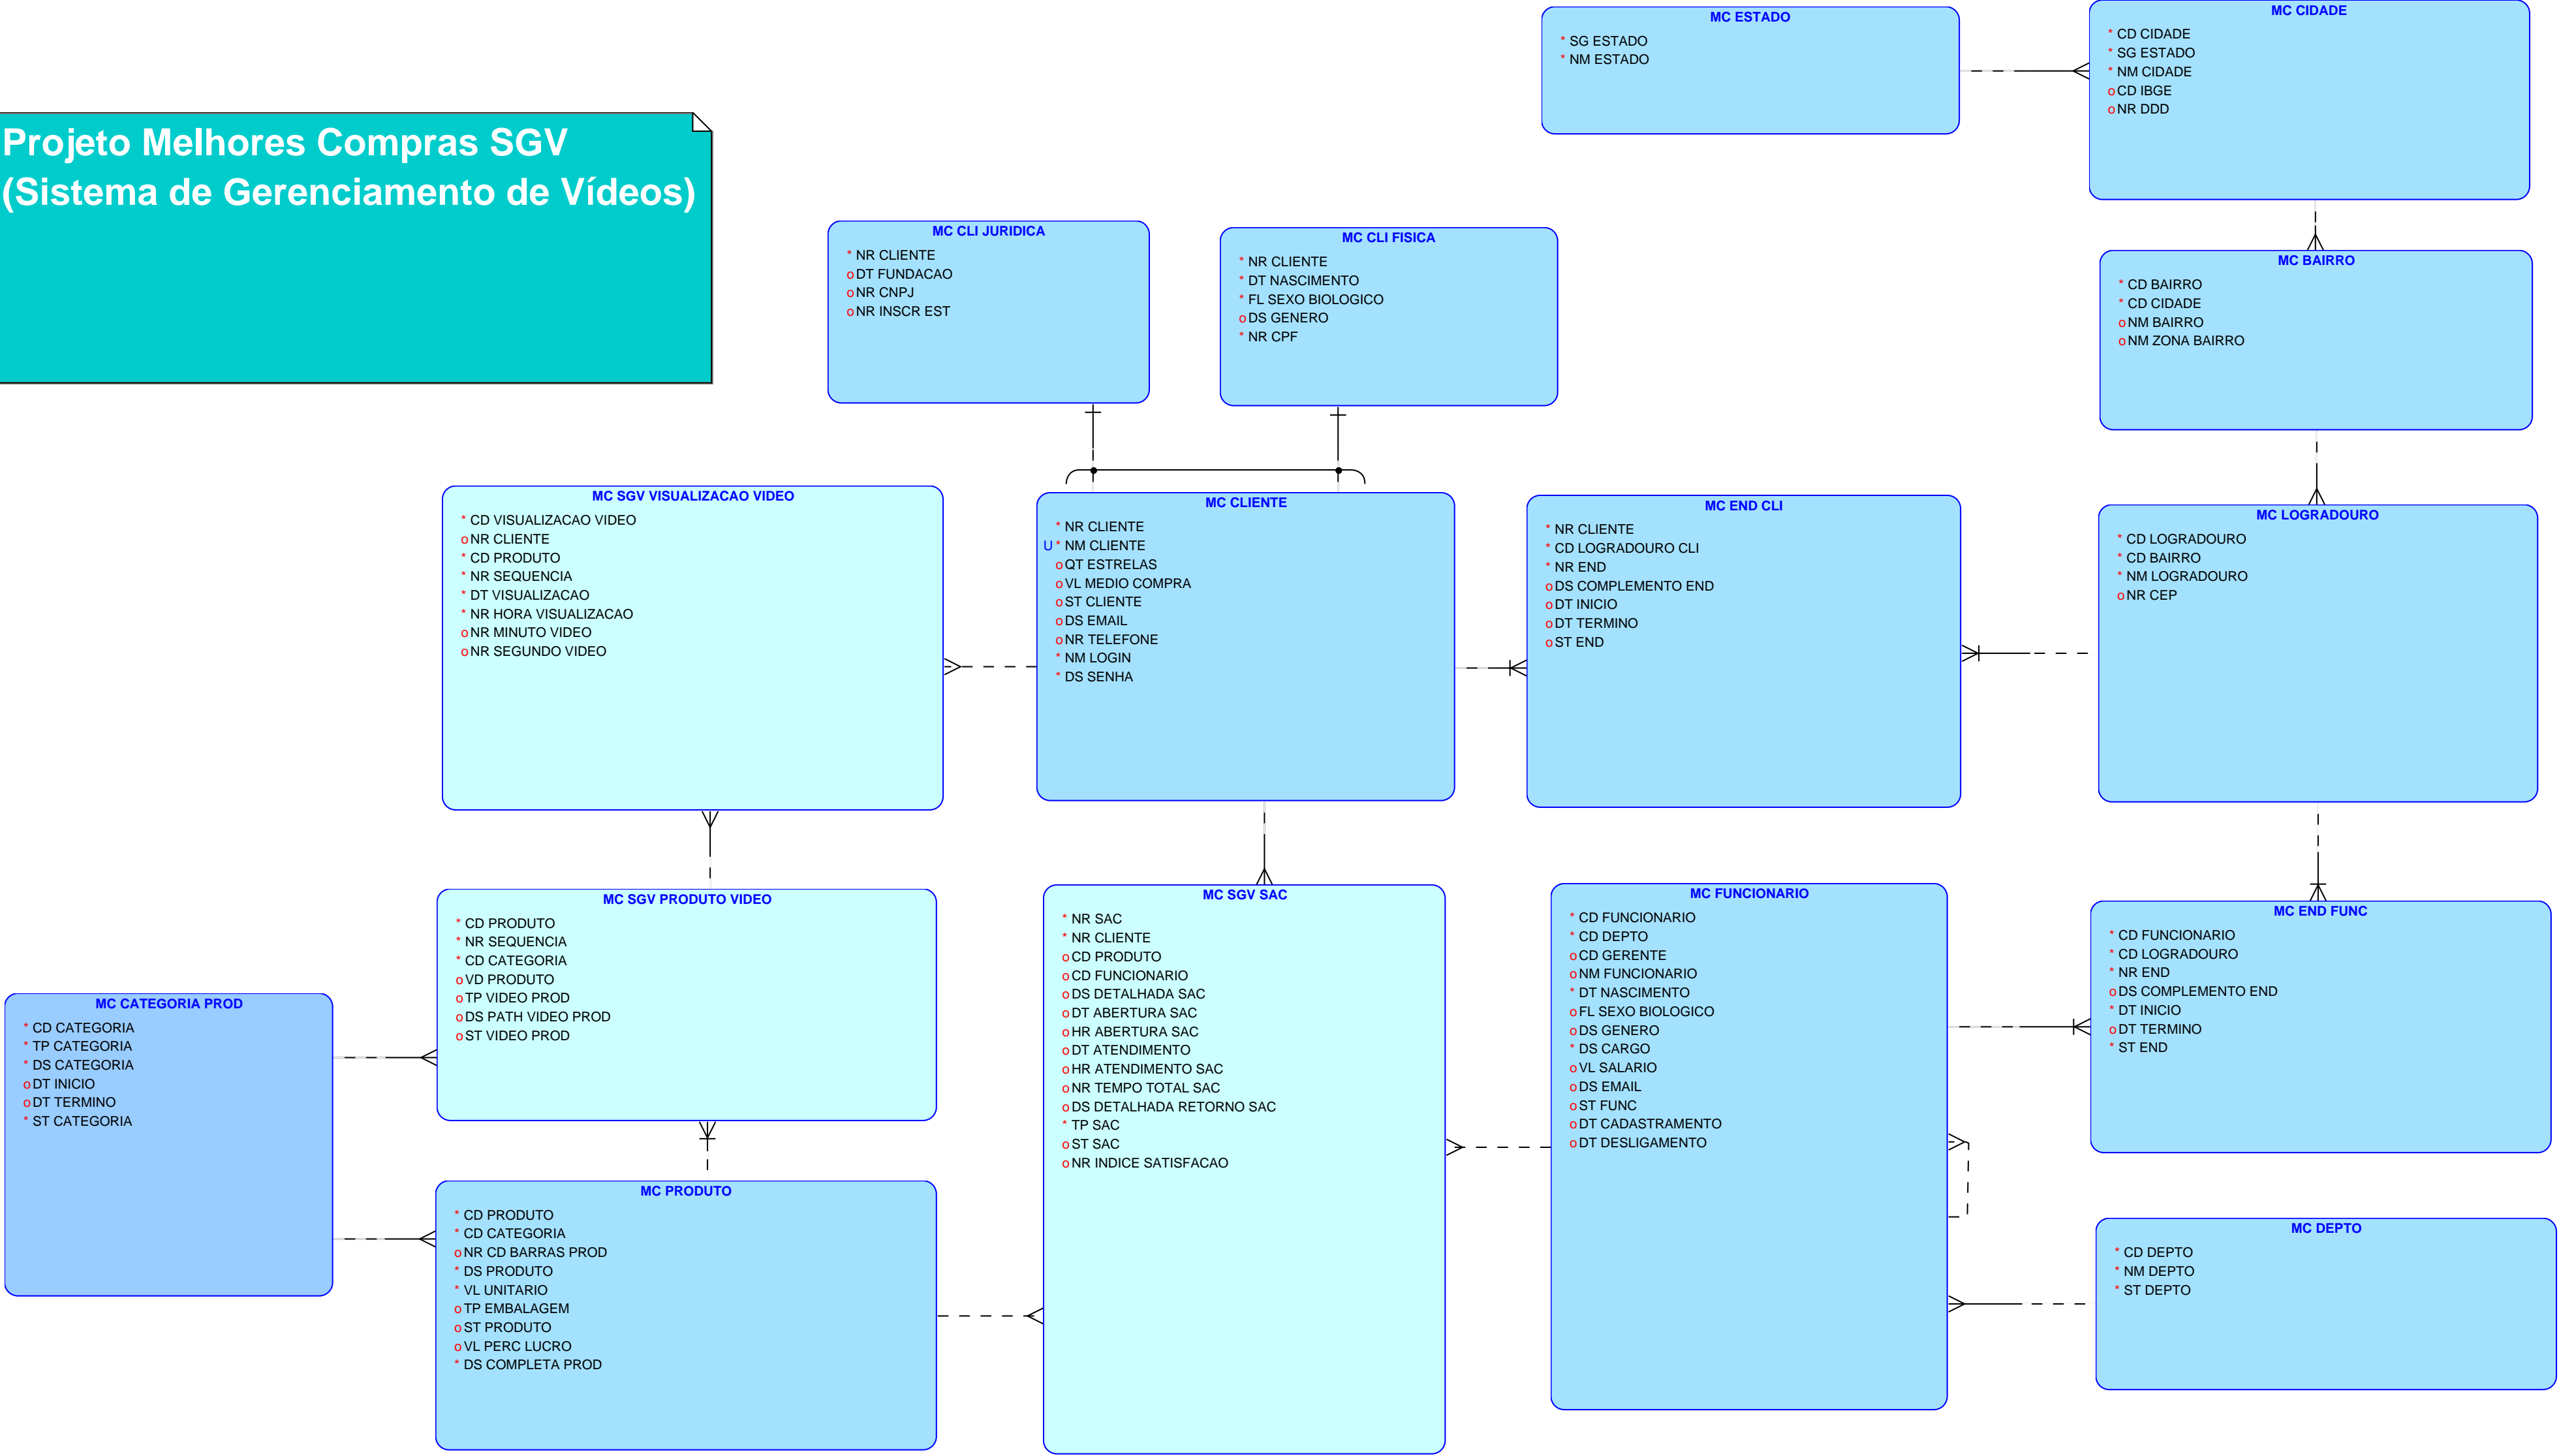 Projeto Melhores Compras SGV
(Sistema de Gerenciamento de Vídeos)
MC ESTADO
* SG ESTADO
* NM ESTADO
MC CIDADE
* CD CIDADE
* SG ESTADO
* NM CIDADE
o CD IBGE
o NR DDD
MC CLI JURIDICA
* NR CLIENTE
o DT FUNDACAO
o NR CNPJ
o NR INSCR EST
MC CLI FISICA
* NR CLIENTE
* DT NASCIMENTO
* FL SEXO BIOLOGICO
o DS GENERO
* NR CPF
MC BAIRRO
* CD BAIRRO
* CD CIDADE
o NM BAIRRO
o NM ZONA BAIRRO
MC SGV VISUALIZACAO VIDEO
* CD VISUALIZACAO VIDEO
o NR CLIENTE
* CD PRODUTO
* NR SEQUENCIA
* DT VISUALIZACAO
* NR HORA VISUALIZACAO
o NR MINUTO VIDEO
o NR SEGUNDO VIDEO
MC CLIENTE
* NR CLIENTE
U * NM CLIENTE
o QT ESTRELAS
o VL MEDIO COMPRA
o ST CLIENTE
o DS EMAIL
o NR TELEFONE
* NM LOGIN
* DS SENHA
MC END CLI
* NR CLIENTE
* CD LOGRADOURO CLI
* NR END
o DS COMPLEMENTO END
o DT INICIO
o DT TERMINO
o ST END
MC LOGRADOURO
* CD LOGRADOURO
* CD BAIRRO
* NM LOGRADOURO
o NR CEP
MC SGV PRODUTO VIDEO
* CD PRODUTO
* NR SEQUENCIA
* CD CATEGORIA
o VD PRODUTO
o TP VIDEO PROD
o DS PATH VIDEO PROD
o ST VIDEO PROD
MC SGV SAC
* NR SAC
* NR CLIENTE
o CD PRODUTO
o CD FUNCIONARIO
o DS DETALHADA SAC
o DT ABERTURA SAC
o HR ABERTURA SAC
o DT ATENDIMENTO
o HR ATENDIMENTO SAC
o NR TEMPO TOTAL SAC
o DS DETALHADA RETORNO SAC
* TP SAC
o ST SAC
o NR INDICE SATISFACAO
MC FUNCIONARIO
* CD FUNCIONARIO
* CD DEPTO
o CD GERENTE
o NM FUNCIONARIO
* DT NASCIMENTO
o FL SEXO BIOLOGICO
o DS GENERO
* DS CARGO
o VL SALARIO
o DS EMAIL
o ST FUNC
o DT CADASTRAMENTO
o DT DESLIGAMENTO
MC END FUNC
* CD FUNCIONARIO
* CD LOGRADOURO
* NR END
o DS COMPLEMENTO END
* DT INICIO
o DT TERMINO
* ST END
MC CATEGORIA PROD
* CD CATEGORIA
* TP CATEGORIA
* DS CATEGORIA
o DT INICIO
o DT TERMINO
* ST CATEGORIA
MC PRODUTO
* CD PRODUTO
* CD CATEGORIA
o NR CD BARRAS PROD
* DS PRODUTO
* VL UNITARIO
o TP EMBALAGEM
o ST PRODUTO
o VL PERC LUCRO
* DS COMPLETA PROD
MC DEPTO
* CD DEPTO
* NM DEPTO
* ST DEPTO